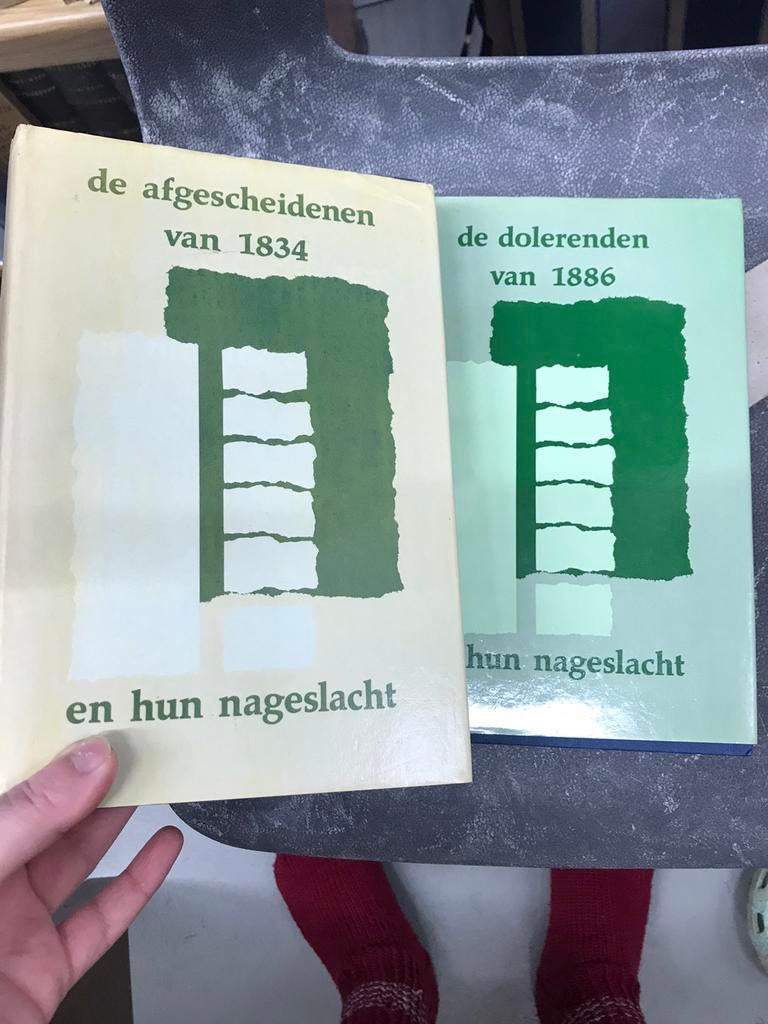 de afgescheidenen
van 1834
en hun nageslacht
de dolerenden
van 1886
hun nageslacht